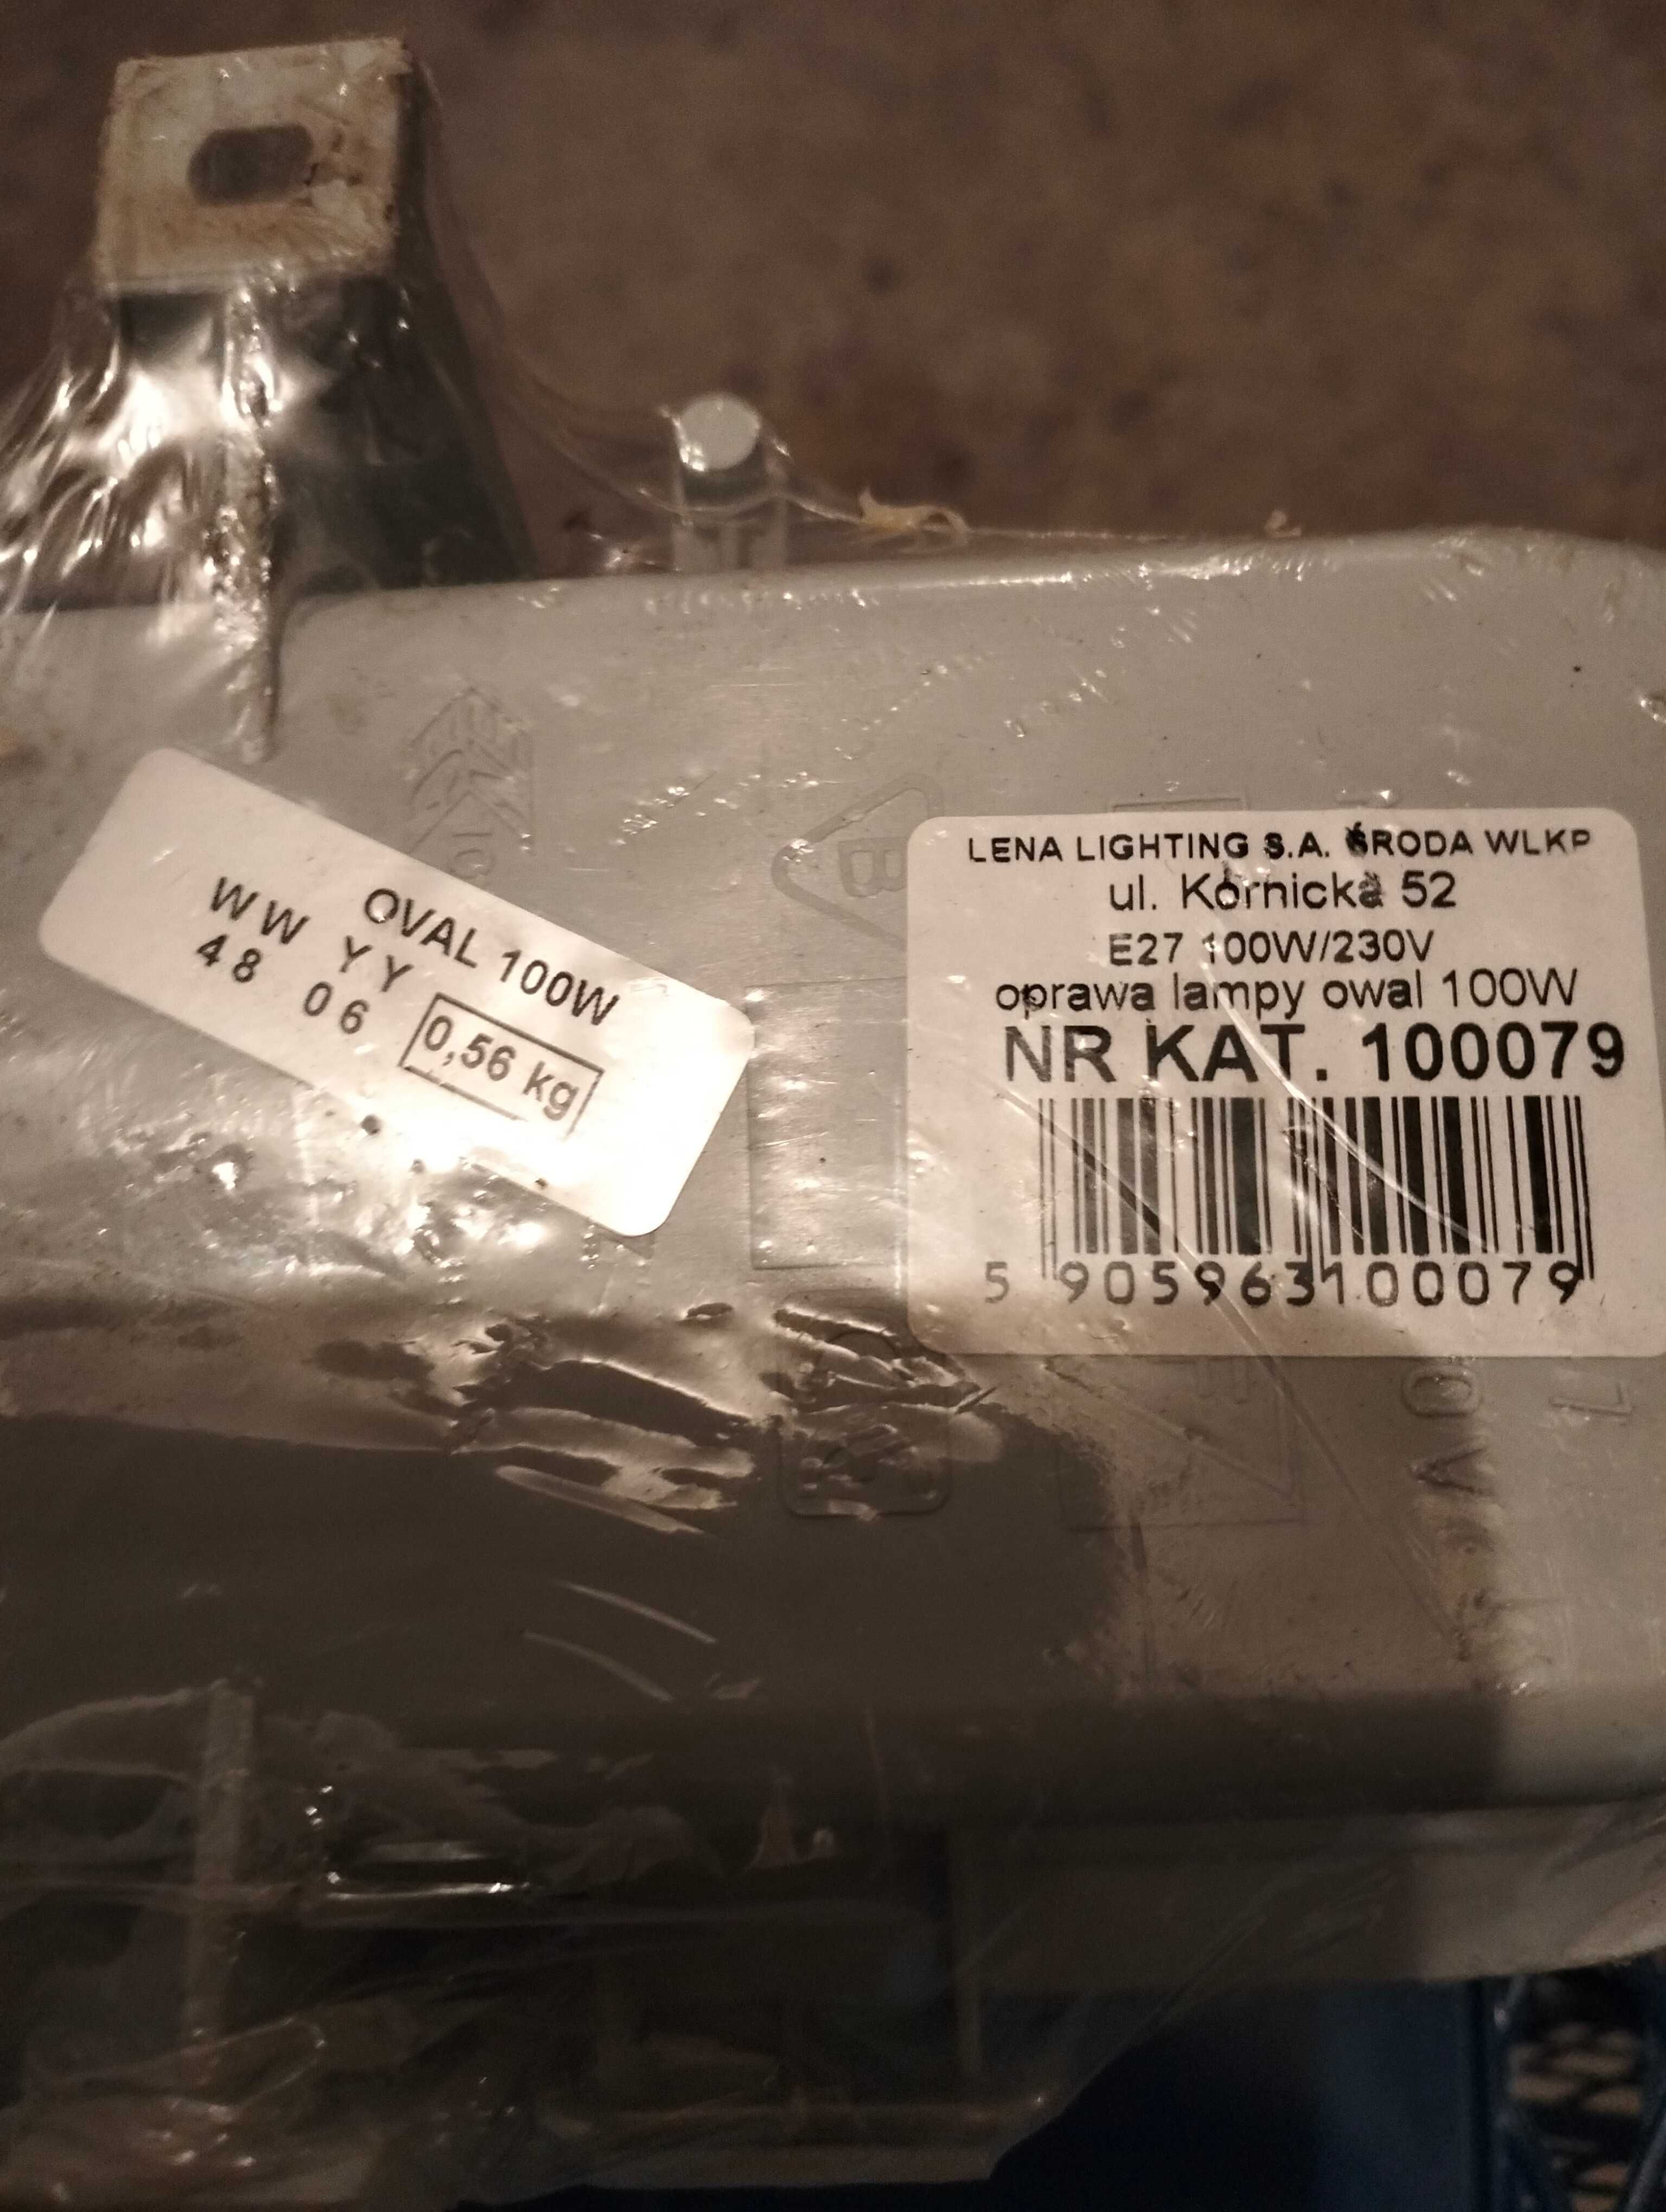 OVAL 100W
WW YY
48 06 0,56 kg
LENA LIGHTING S.A. ŚRODA WLKP
ul. Kórnicka 52
E27 100W/230V
oprawa lampy owal 100W
NR KAT. 100079
5 905963 100079
B
OVAL